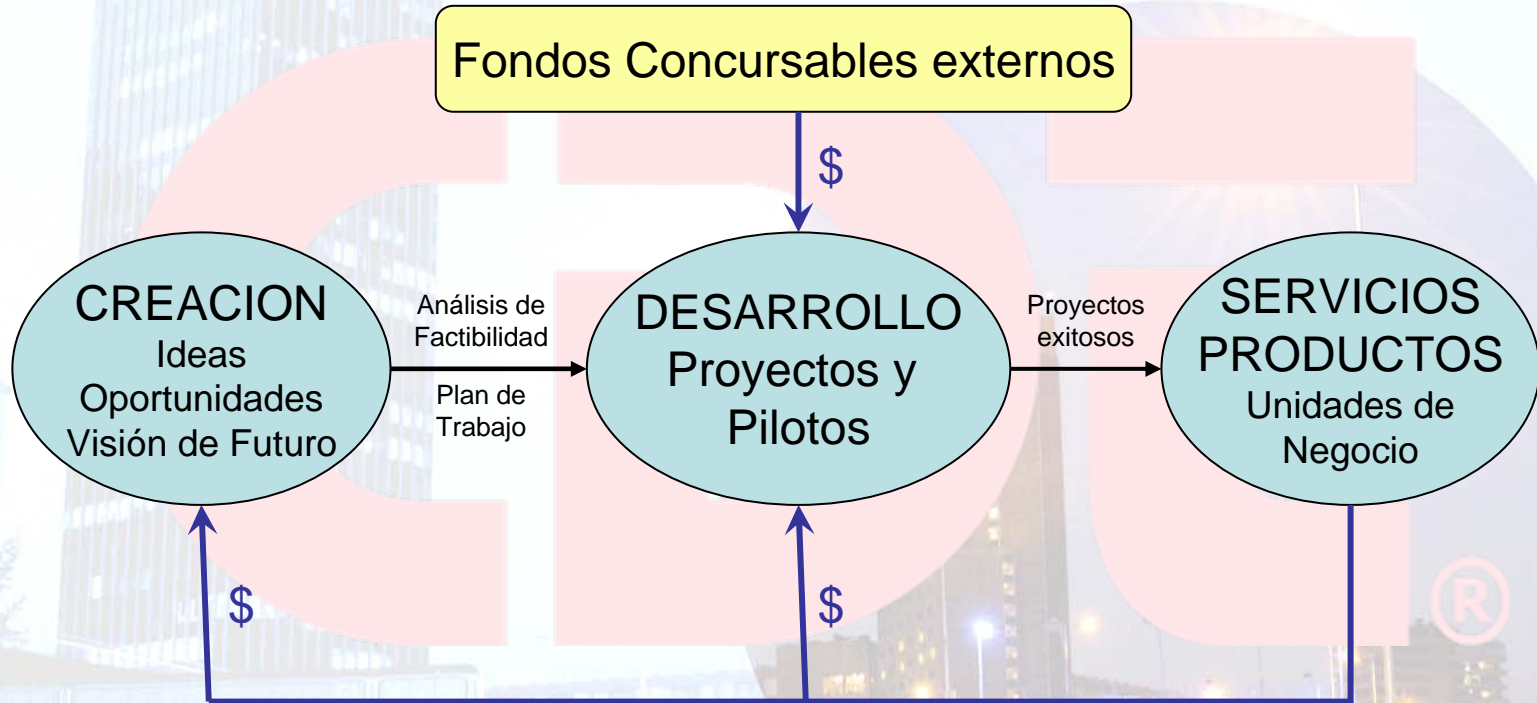 Fondos Concursables externos
$
CREACION
Ideas
Oportunidades
Visión de Futuro
Análisis de
Factibilidad
Plan de
Trabajo
DESARROLLO
Proyectos y
Pilotos
Proyectos
exitosos
SERVICIOS
PRODUCTOS
Unidades de
Negocio
$
$
®